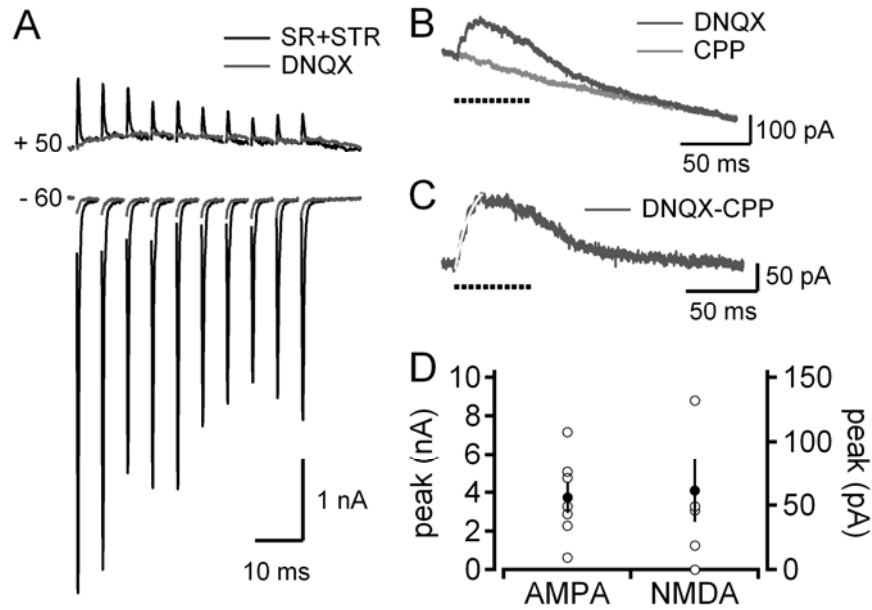 A
SR+STR
DNQX
+ 50
- 60
1 nA
10 ms
B
DNQX
CPP
100 pA
50 ms
C
DNQX-CPP
50 pA
50 ms
D
10
8
6
4
2
0
peak (nA)
150
100
50
0
peak (pA)
AMPA
NMDA